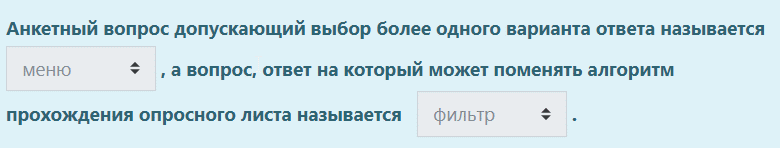 Анкетный вопрос допускающий выбор более одного варианта ответа называется
меню , а вопрос, ответ на который может поменять алгоритм
прохождения опросного листа называется фильтр .